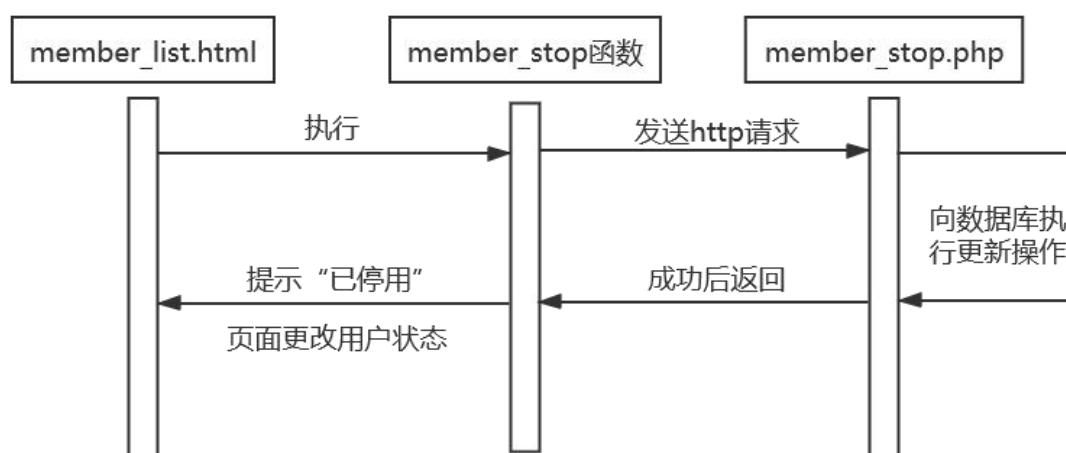 member_list.html
member_stop函数
member_stop.php
执行
发送http请求
向数据库执
行更新操作
提示“已停用”
成功后返回
页面更改用户状态